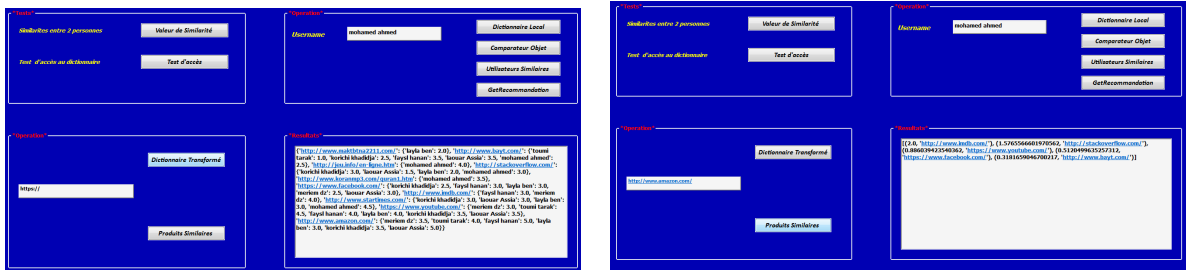 "Tests"
Similarites entre 2 personnes
Valeur de Similarité
Test d'accès au dictionnaire
Test d'accès
"Operation"
Username
mohamed ahmed
Dictionnaire Local
Comparateur Objet
Utilisateurs Similaires
GetRecommandation
"Operation"
Dictionnaire Transformé
https://
Produits Similaires
"Resultats"
{'http://www.maktbtna2211.com/': {'layla ben': 2.0}, 'http://www.bayt.com/': {'toumi
tarak': 1.0, 'korichi khadidja': 2.5, 'faysl hanan': 3.5, 'laouar Assia': 3.5, 'mohamed ahmed':
2.5}, 'http://jeu.info/en-ligne.htm': {'mohamed ahmed': 4.0}, 'http://stackoverflow.com/':
{'korichi khadidja': 3.0, 'laouar Assia': 1.5, 'layla ben': 2.0, 'mohamed ahmed': 3.0},
'http://www.koranmp3.com/quran1.htm': {'mohamed ahmed': 3.5},
'https://www.facebook.com/': {'korichi khadidja': 2.5, 'faysl hanan': 3.0, 'layla ben': 3.0,
'meriem dz': 2.5, 'laouar Assia': 3.0}, 'http://www.imdb.com/': {'faysl hanan': 3.0, 'meriem
dz': 4.0}, 'http://www.startimes.com/': {'korichi khadidja': 3.0, 'laouar Assia': 3.0, 'layla ben':
3.0, 'mohamed ahmed': 4.5}, 'https://www.youtube.com/': {'meriem dz': 3.0, 'toumi tarak':
4.5, 'faysl hanan': 4.0, 'layla ben': 4.0, 'korichi khadidja': 3.5, 'laouar Assia': 3.5},
'http://www.amazon.com/': {'meriem dz': 3.5, 'toumi tarak': 4.0, 'faysl hanan': 5.0, 'layla
ben': 3.0, 'korichi khadidja': 3.5, 'laouar Assia': 5.0}}
"Tests"
Similarites entre 2 personnes
Valeur de Similarité
Test d'accès au dictionnaire
Test d'accès
"Operation"
Username
mohamed ahmed
Dictionnaire Local
Comparateur Objet
Utilisateurs Similaires
GetRecommandation
"Operation"
Dictionnaire Transformé
http://www.amazon.com/
Produits Similaires
"Resultats"
[(2.0, 'http://www.imdb.com/'), (1.5765566601970562, 'http://stackoverflow.com/'),
(0.8866039423540362, 'https://www.youtube.com/'), (0.5120499635257312,
'https://www.facebook.com/'), (0.3181659046700217, 'http://www.bayt.com/')]